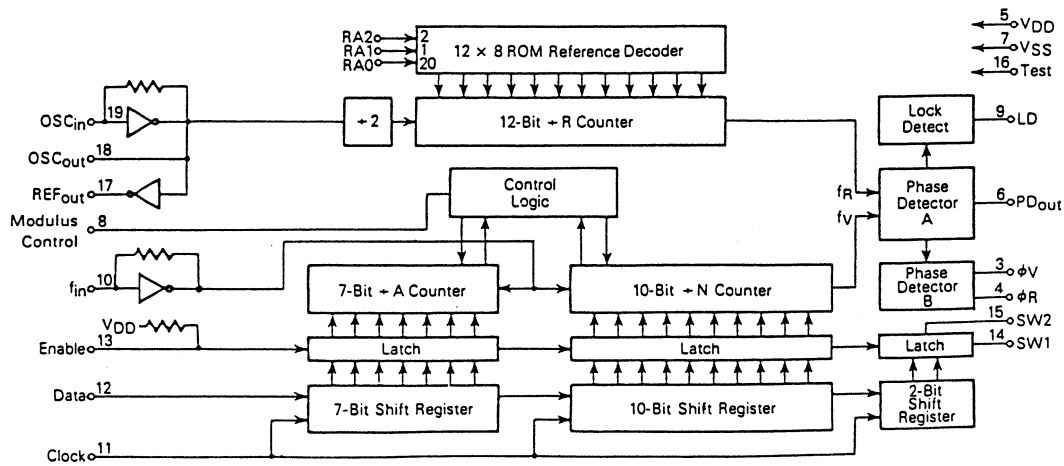 RA2 2
RA1 1
RA0 20
12 × 8 ROM Reference Decoder
5 VDD
7 VSS
16 Test
OSCin 19
÷ 2
12-Bit ÷ R Counter
Lock
Detect
9 LD
OSCout 18
REFout 17
Control
Logic
fR
fV
Phase
Detector
A
6 PDout
Modulus
Control 8
fin 10
7-Bit ÷ A Counter
10-Bit ÷ N Counter
Phase
Detector
B
3 φV
4 φR
VDD
15 SW2
Enable 13
Latch
Latch
Latch
14 SW1
Data 12
7-Bit Shift Register
10-Bit Shift Register
2-Bit
Shift
Register
Clock 11